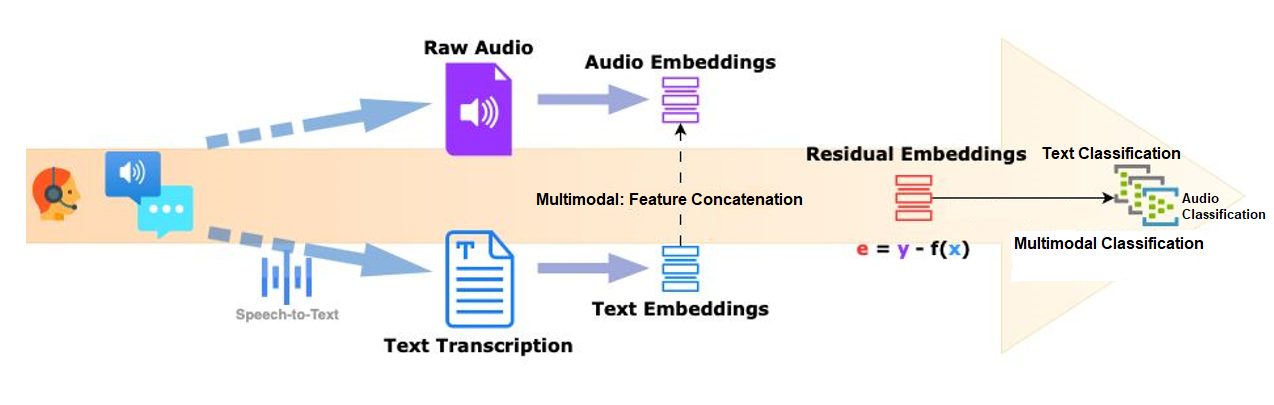 Raw Audio
Audio Embeddings
Multimodal: Feature Concatenation
Speech-to-Text
T
Text Transcription
Text Embeddings
Residual Embeddings
e = y - f(x)
Text Classification
Audio
Classification
Multimodal Classification